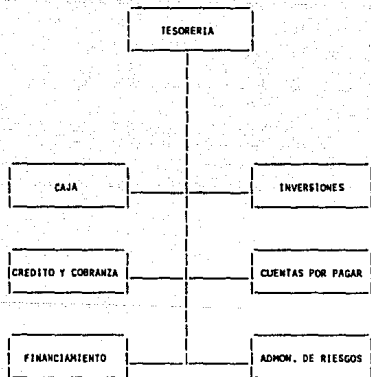 TESORERIA
CAJA
INVERSIONES
CREDITO Y COBRANZA
CUENTAS POR PAGAR
FINANCIAMIENTO
ADMON. DE RIESGOS